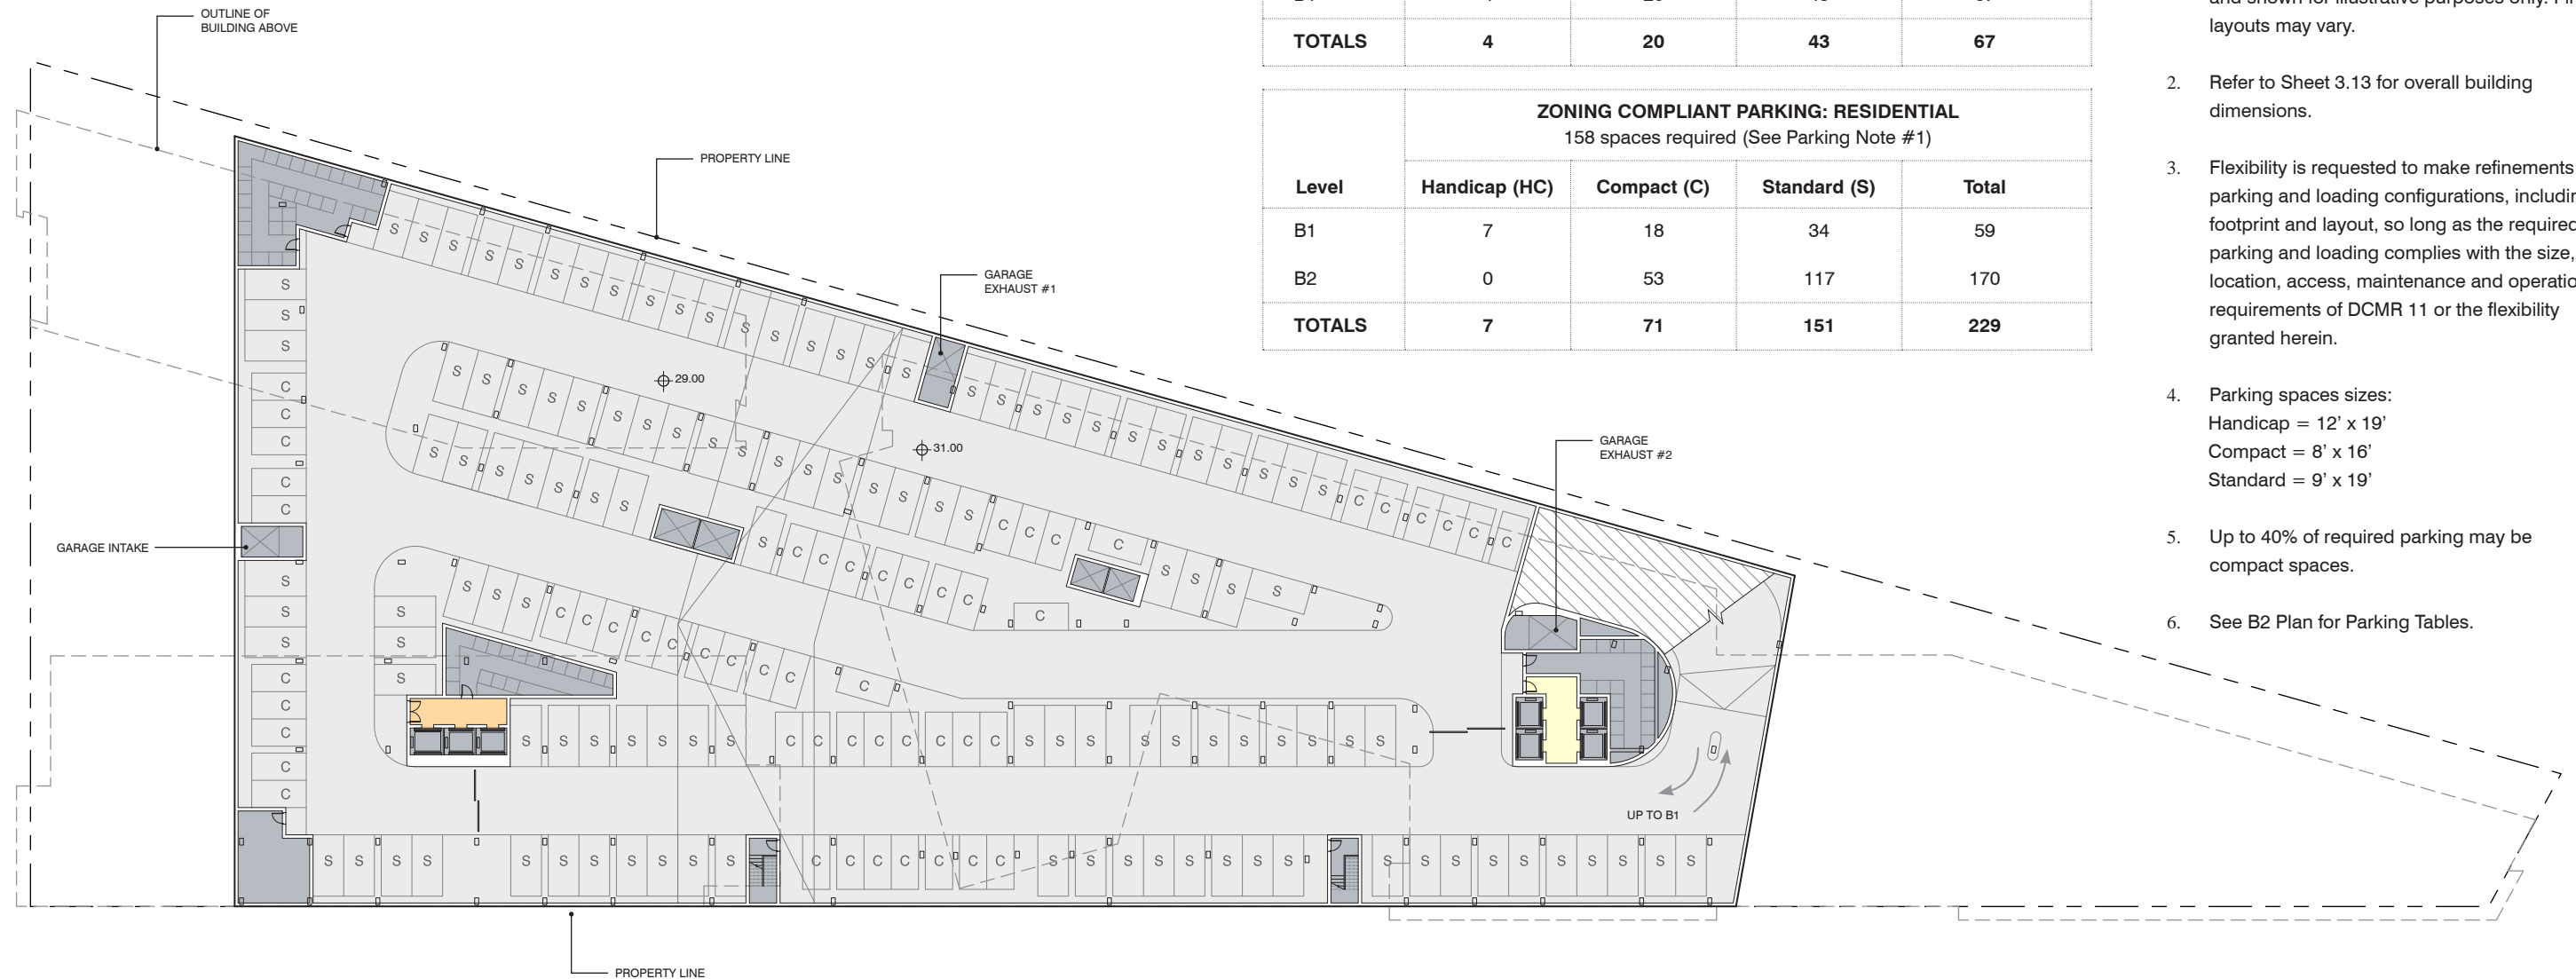 OUTLINE OF
BUILDING ABOVE
PROPERTY LINE
GARAGE
EXHAUST #1
29.00
31.00
GARAGE
EXHAUST #2
GARAGE INTAKE
UP TO B1
PROPERTY LINE
TOTALS 4 20 43 67
ZONING COMPLIANT PARKING: RESIDENTIAL
158 spaces required (See Parking Note #1)
Level Handicap (HC) Compact (C) Standard (S) Total
B1 7 18 34 59
B2 0 53 117 170
TOTALS 7 71 151 229
and shown for illustrative purposes only.
layouts may vary.
2. Refer to Sheet 3.13 for overall building
dimensions.
3. Flexibility is requested to make refinements
parking and loading configurations,
footprint and layout, so long as the required
parking and loading complies with the size,
location, access, maintenance and
requirements of DCMR 11 or the flexibility
granted herein.
4. Parking spaces sizes:
Handicap = 12’ x 19’
Compact = 8’ x 16’
Standard = 9’ x 19’
5. Up to 40% of required parking may be
compact spaces.
6. See B2 Plan for Parking Tables.